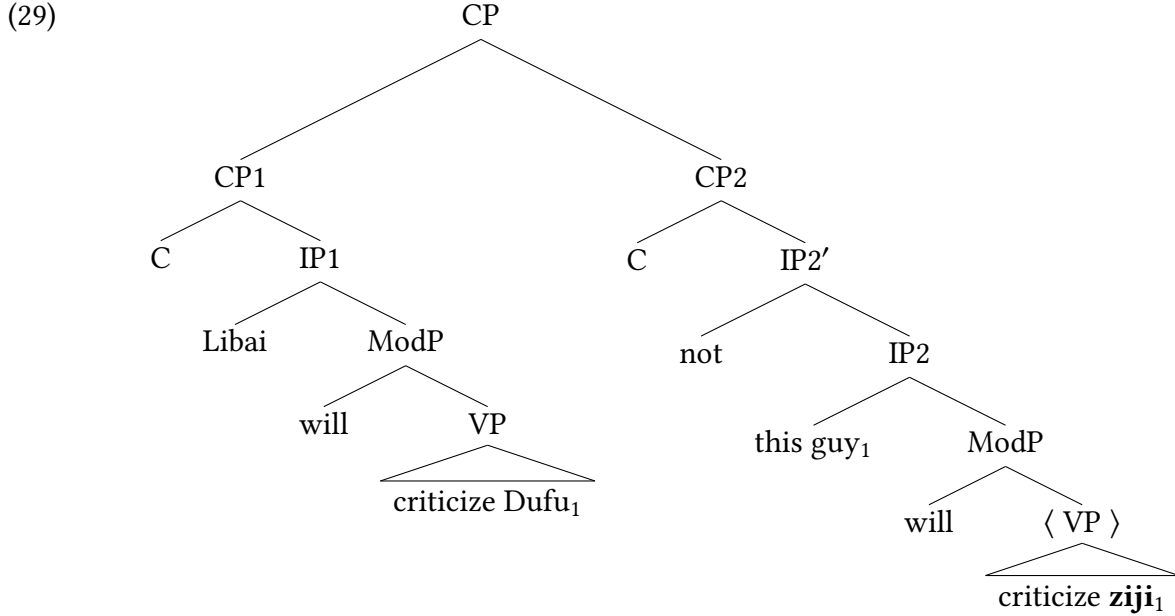 (29) CP
CP1 CP2
C IP1 C IP2′
Libai ModP not IP2
will VP this guy₁ ModP
criticize Dufu₁ will ⟨ VP ⟩
criticize ziji₁